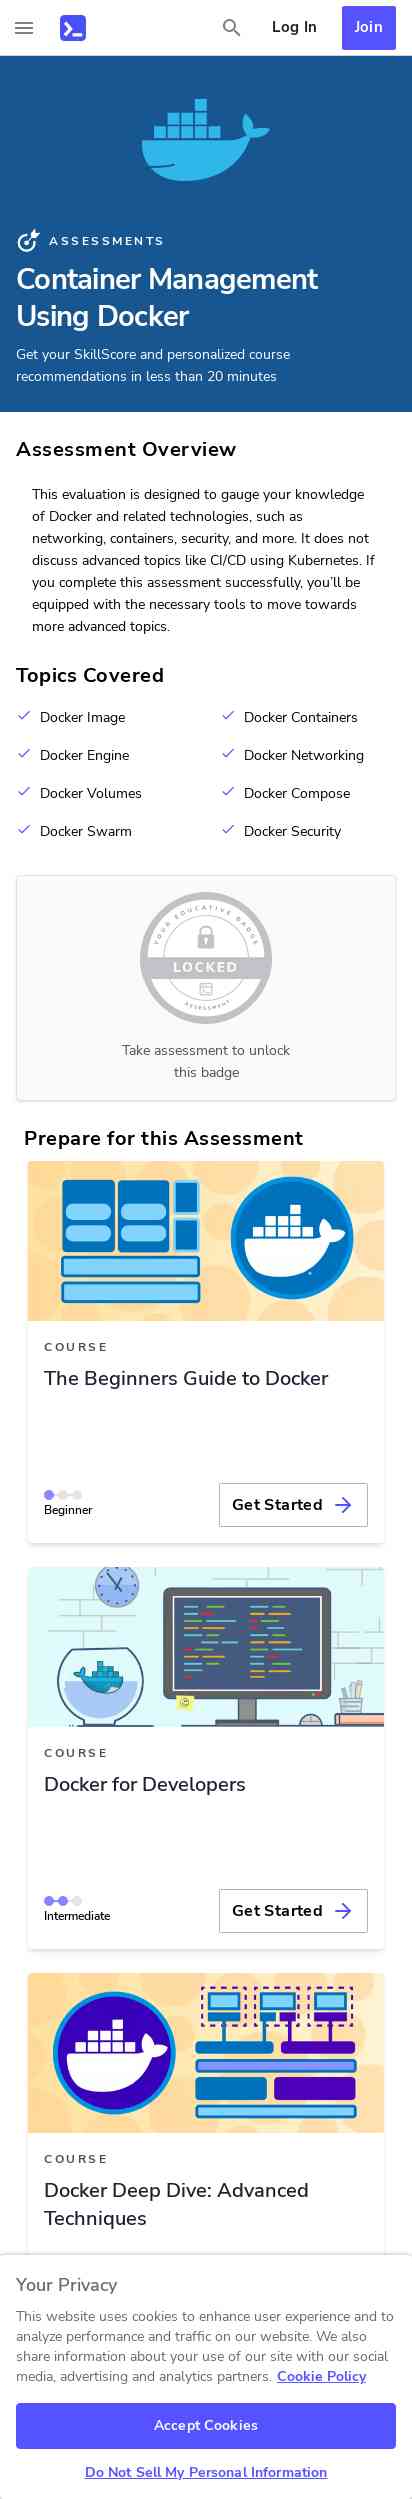 Log In
Join
ASSESSMENTS
Container Management
Using Docker
Get your SkillScore and personalized course
recommendations in less than 20 minutes
Assessment Overview
This evaluation is designed to gauge your knowledge
of Docker and related technologies, such as
networking, containers, security, and more. It does not
discuss advanced topics like CI/CD using Kubernetes. If
you complete this assessment successfully, you’ll be
equipped with the necessary tools to move towards
more advanced topics.
Topics Covered
Docker Image
Docker Containers
Docker Engine
Docker Networking
Docker Volumes
Docker Compose
Docker Swarm
Docker Security
YOUR EDUCATIVE BADGE
LOCKED
ASSESSMENT
Take assessment to unlock
this badge
Prepare for this Assessment
COURSE
The Beginners Guide to Docker
Beginner
Get Started
COURSE
Docker for Developers
Intermediate
Get Started
COURSE
Docker Deep Dive: Advanced
Techniques
Your Privacy
This website uses cookies to enhance user experience and to
analyze performance and traffic on our website. We also
share information about your use of our site with our social
media, advertising and analytics partners. Cookie Policy
Accept Cookies
Do Not Sell My Personal Information